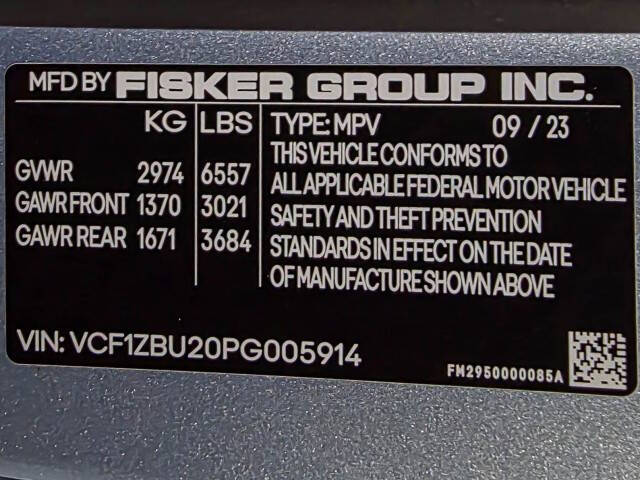 MFD BY FISKER GROUP INC.
KG LBS TYPE: MPV 09 / 23
GVWR 2974 6557
GAWR FRONT 1370 3021
GAWR REAR 1671 3684
THIS VEHICLE CONFORMS TO
ALL APPLICABLE FEDERAL MOTOR VEHICLE
SAFETY AND THEFT PREVENTION
STANDARDS IN EFFECT ON THE DATE
OF MANUFACTURE SHOWN ABOVE
VIN: VCF1ZBU20PG005914
FM2950000085A